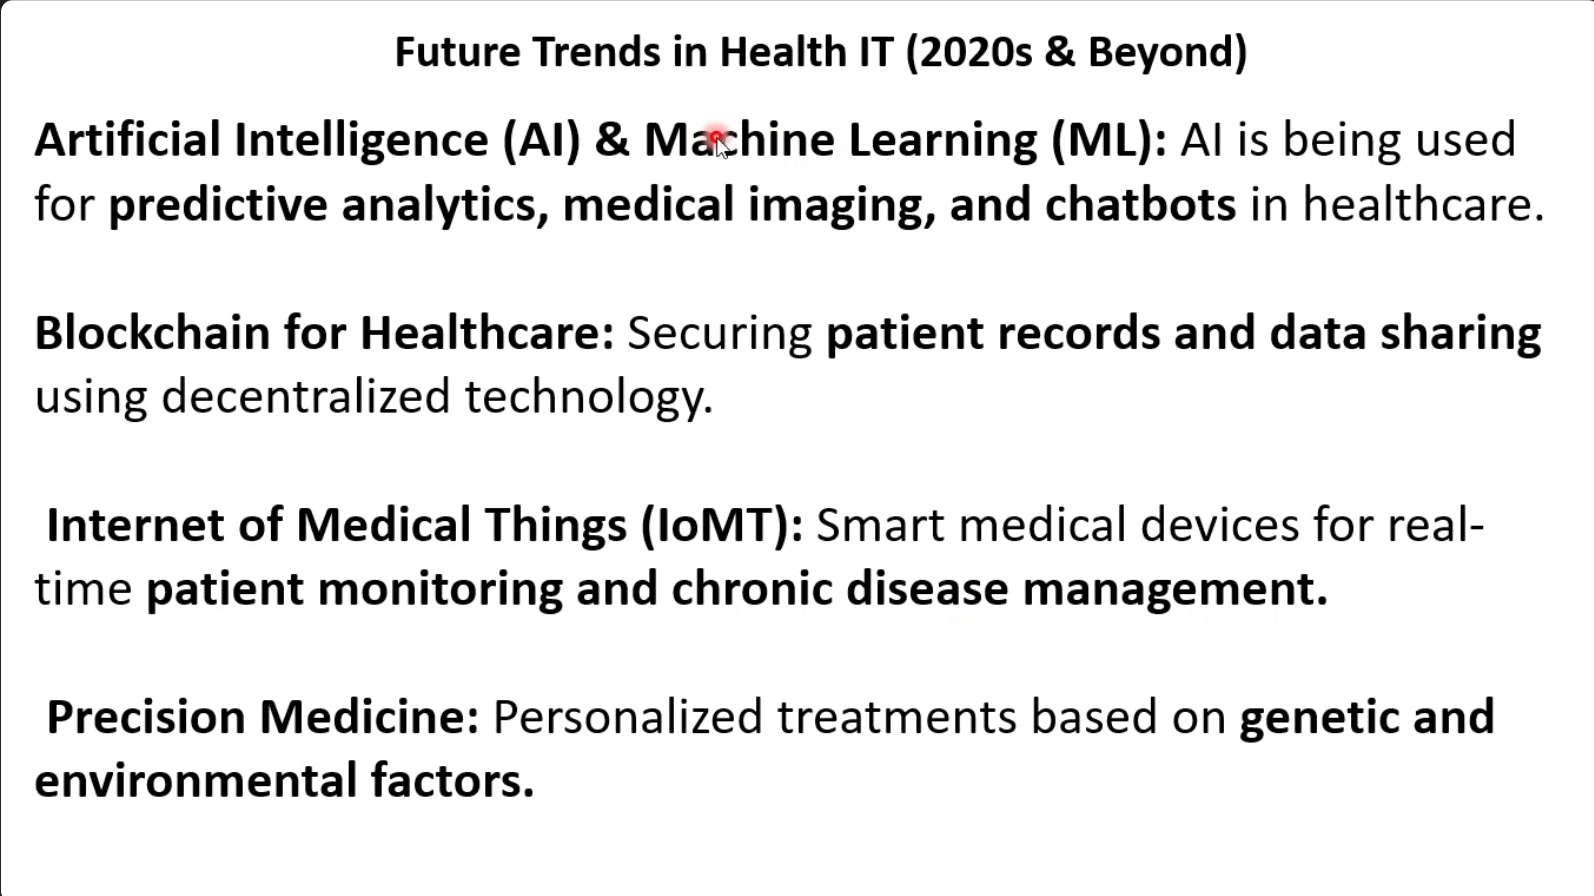 Future Trends in Health IT (2020s & Beyond)
Artificial Intelligence (AI) & Machine Learning (ML): AI is being used
for predictive analytics, medical imaging, and chatbots in healthcare.
Blockchain for Healthcare: Securing patient records and data sharing
using decentralized technology.
Internet of Medical Things (IoMT): Smart medical devices for real-
time patient monitoring and chronic disease management.
Precision Medicine: Personalized treatments based on genetic and
environmental factors.